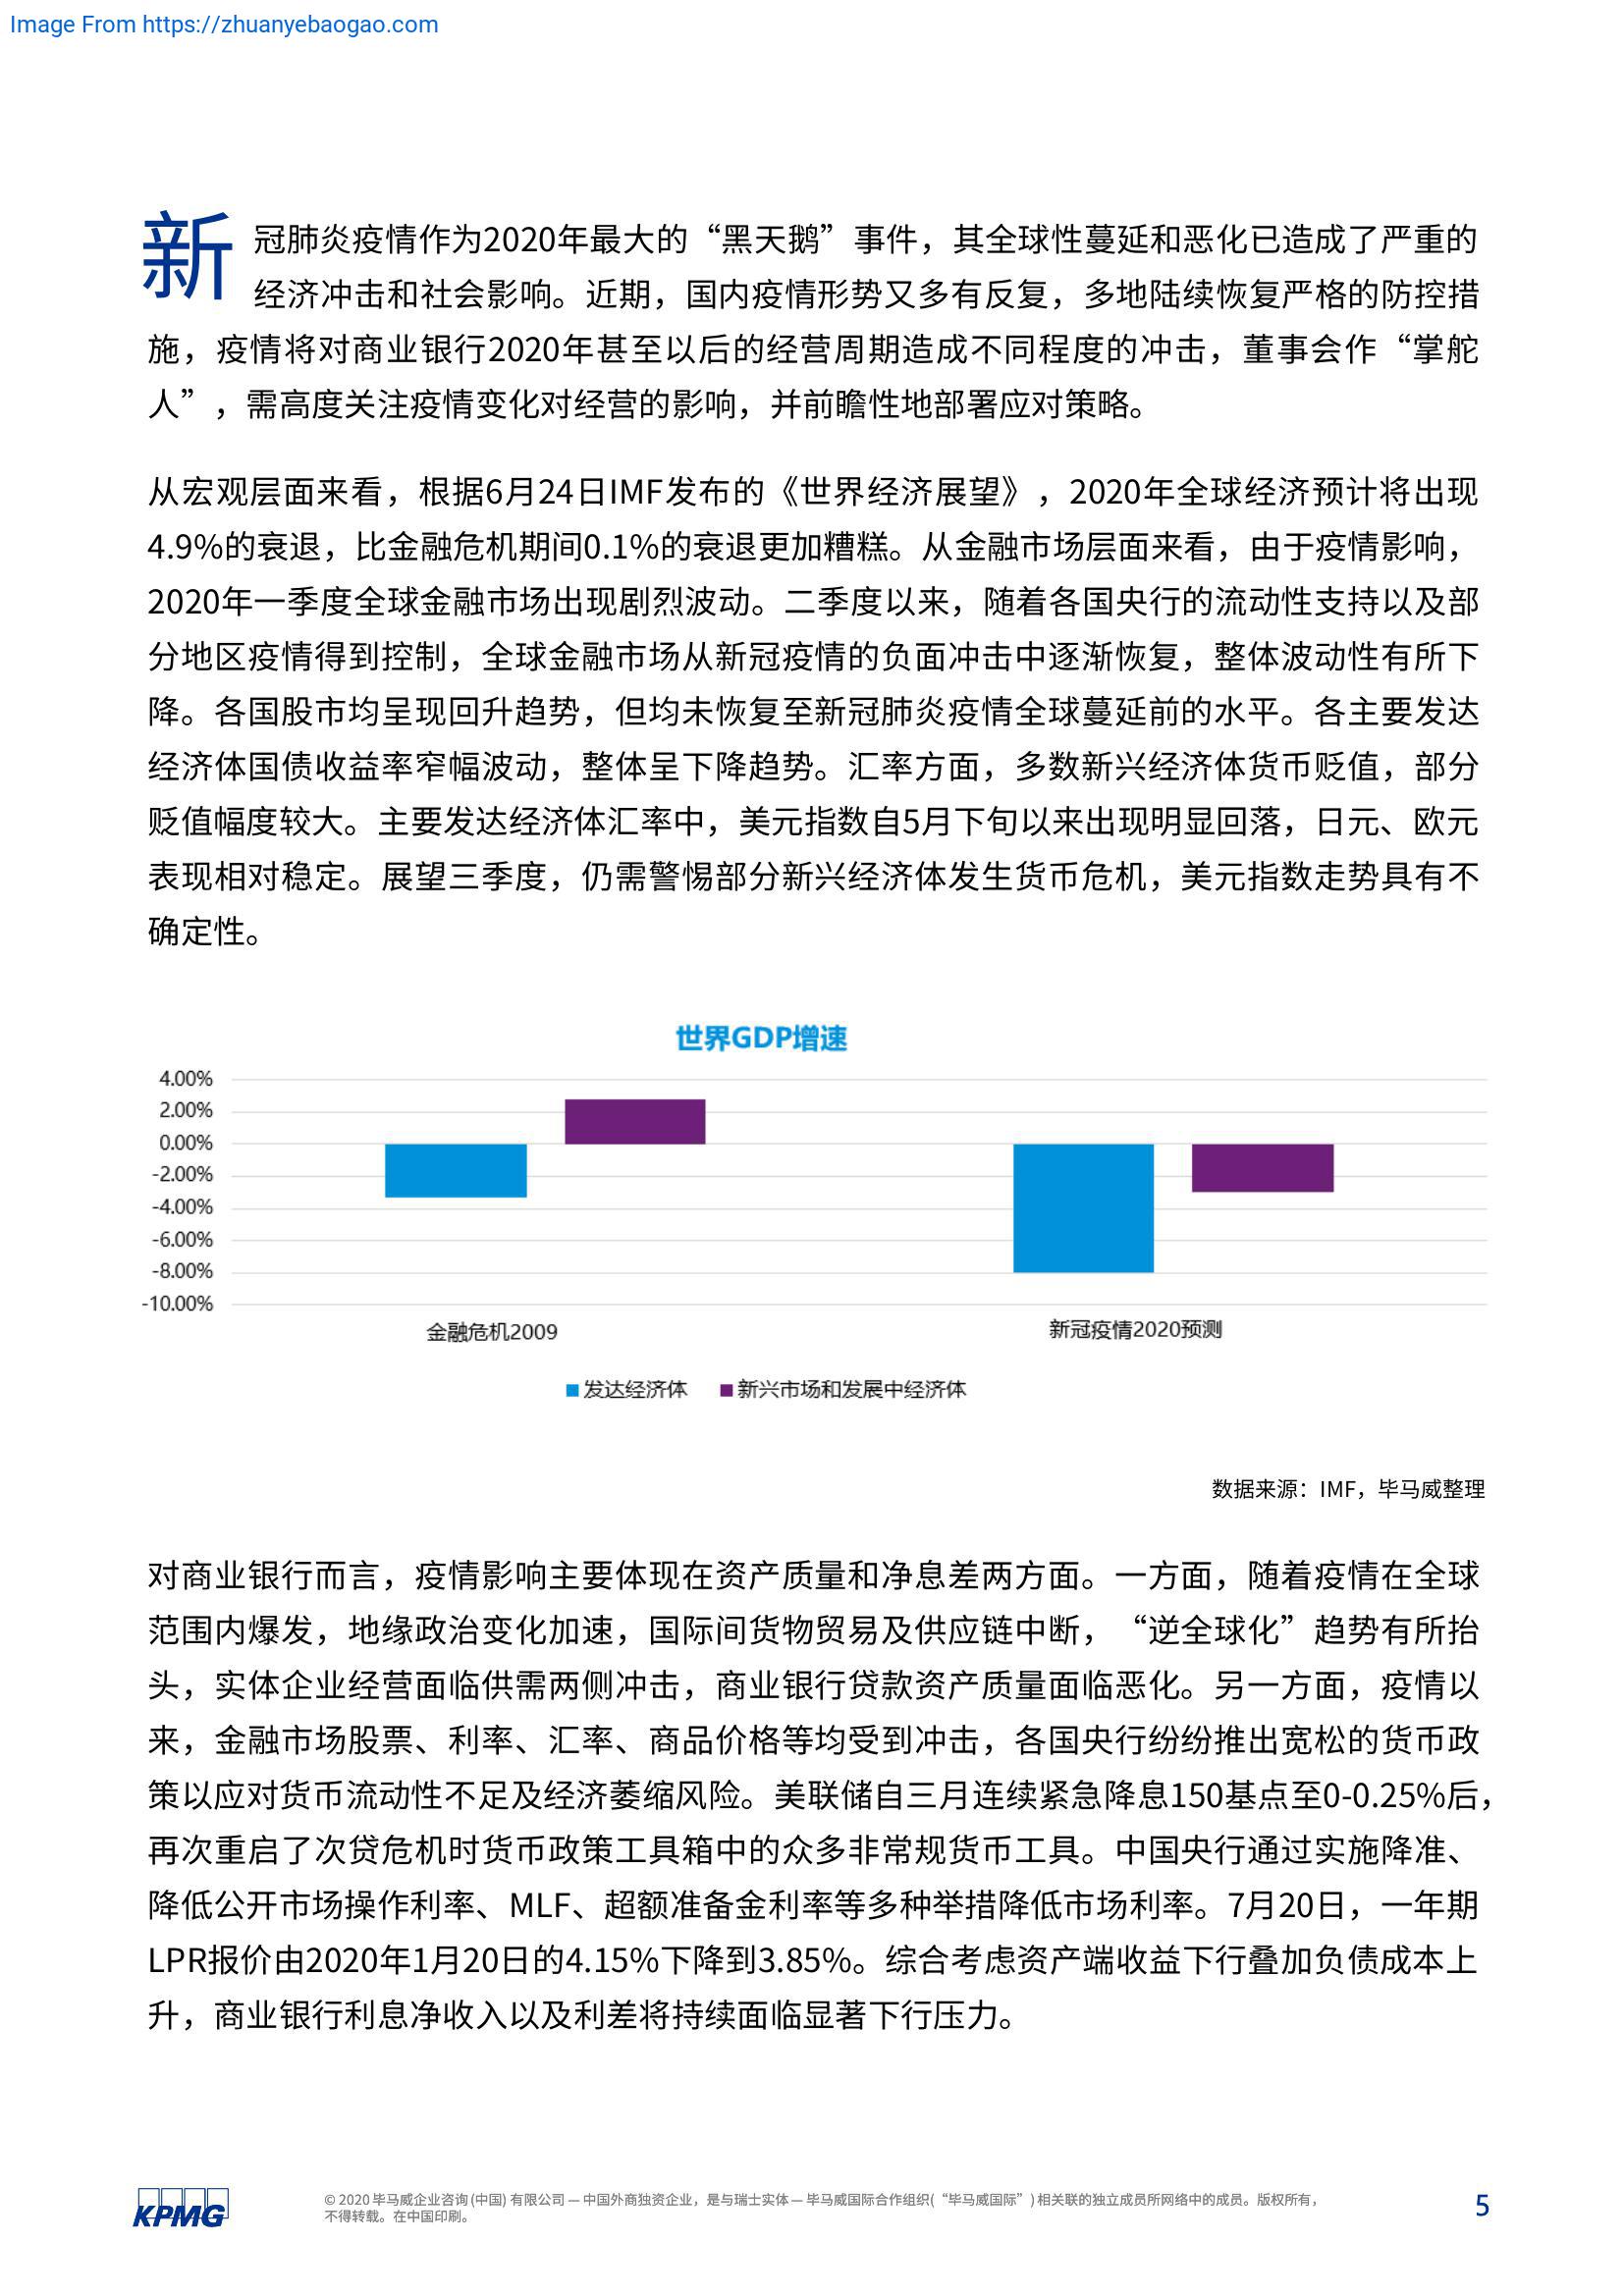 Image From https://zhuanyebaogao.com
新
冠肺炎疫情作为2020年最大的“黑天鹅”事件，其全球性蔓延和恶化已造成了严重的
经济冲击和社会影响。近期，国内疫情形势又多有反复，多地陆续恢复严格的防控措
施，疫情将对商业银行2020年甚至以后的经营周期造成不同程度的冲击，董事会作“掌舵
人”，需高度关注疫情变化对经营的影响，并前瞻性地部署应对策略。
从宏观层面来看，根据6月24日IMF发布的《世界经济展望》，2020年全球经济预计将出现
4.9%的衰退，比金融危机期间0.1%的衰退更加糟糕。从金融市场层面来看，由于疫情影响，
2020年一季度全球金融市场出现剧烈波动。二季度以来，随着各国央行的流动性支持以及部
分地区疫情得到控制，全球金融市场从新冠疫情的负面冲击中逐渐恢复，整体波动性有所下
降。各国股市均呈现回升趋势，但均未恢复至新冠肺炎疫情全球蔓延前的水平。各主要发达
经济体国债收益率窄幅波动，整体呈下降趋势。汇率方面，多数新兴经济体货币贬值，部分
贬值幅度较大。主要发达经济体汇率中，美元指数自5月下旬以来出现明显回落，日元、欧元
表现相对稳定。展望三季度，仍需警惕部分新兴经济体发生货币危机，美元指数走势具有不
确定性。
世界GDP增速
4.00%
2.00%
0.00%
-2.00%
-4.00%
-6.00%
-8.00%
-10.00%
金融危机2009
新冠疫情2020预测
发达经济体
新兴市场和发展中经济体
数据来源：IMF，毕马威整理
对商业银行而言，疫情影响主要体现在资产质量和净息差两方面。一方面，随着疫情在全球
范围内爆发，地缘政治变化加速，国际间货物贸易及供应链中断，“逆全球化”趋势有所抬
头，实体企业经营面临供需两侧冲击，商业银行贷款资产质量面临恶化。另一方面，疫情以
来，金融市场股票、利率、汇率、商品价格等均受到冲击，各国央行纷纷推出宽松的货币政
策以应对货币流动性不足及经济萎缩风险。美联储自三月连续紧急降息150基点至0-0.25%后，
再次重启了次贷危机时货币政策工具箱中的众多非常规货币工具。中国央行通过实施降准、
降低公开市场操作利率、MLF、超额准备金利率等多种举措降低市场利率。7月20日，一年期
LPR报价由2020年1月20日的4.15%下降到3.85%。综合考虑资产端收益下行叠加负债成本上
升，商业银行利息净收入以及利差将持续面临显著下行压力。
KPMG
© 2020 毕马威企业咨询 (中国) 有限公司 — 中国外商独资企业，是与瑞士实体 — 毕马威国际合作组织(“毕马威国际”) 相关联的独立成员所网络中的成员。版权所有，
不得转载。在中国印刷。
5